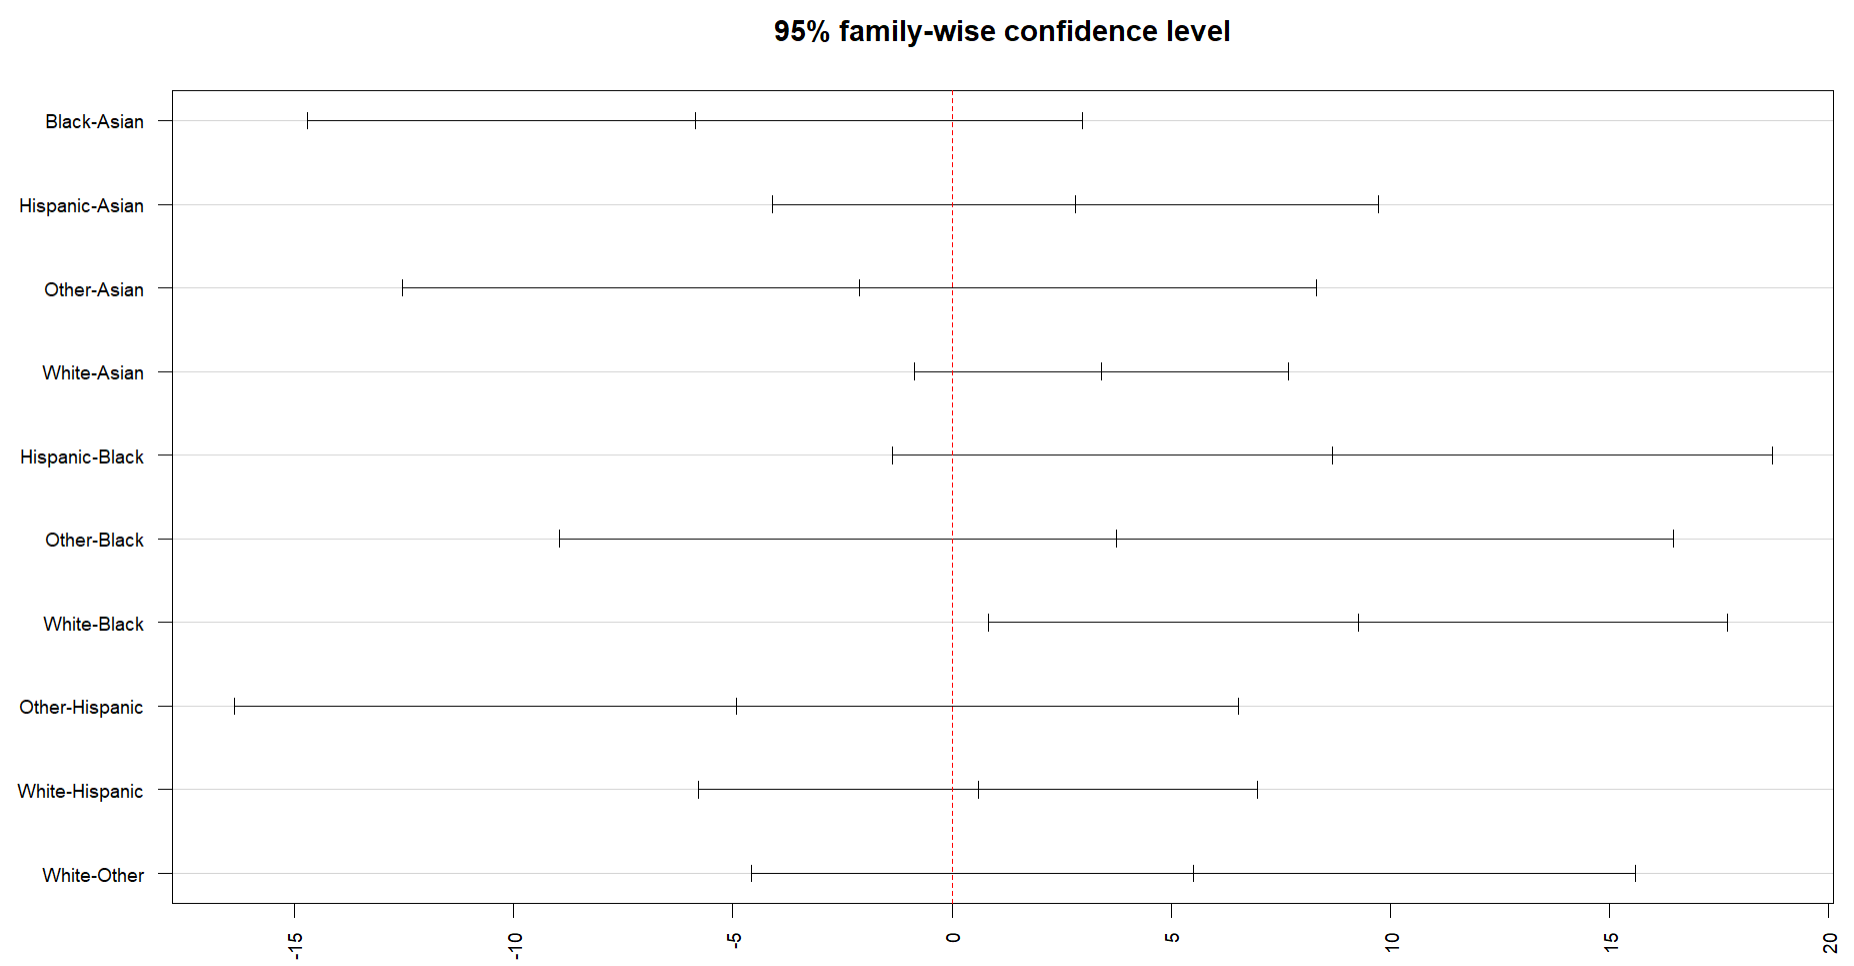 95% family-wise confidence level
Black-Asian
Hispanic-Asian
Other-Asian
White-Asian
Hispanic-Black
Other-Black
White-Black
Other-Hispanic
White-Hispanic
White-Other
-15 -10 -5 0 5 10 15 20